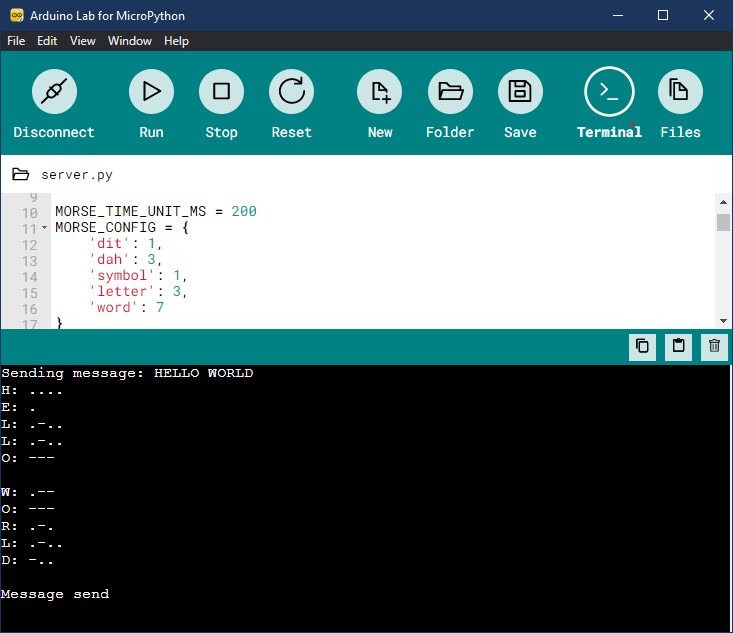 Arduino Lab for MicroPython
File Edit View Window Help
Disconnect Run Stop Reset New Folder Save Terminal Files
server.py
9
10 MORSE_TIME_UNIT_MS = 200
11 MORSE_CONFIG = {
12 'dit': 1,
13 'dah': 3,
14 'symbol': 1,
15 'letter': 3,
16 'word': 7
17 }
Sending message: HELLO WORLD
H: ....
E: .
L: .-..
L: .-..
O: ---
W: .--
O: ---
R: .-.
L: .-..
D: -..
Message send